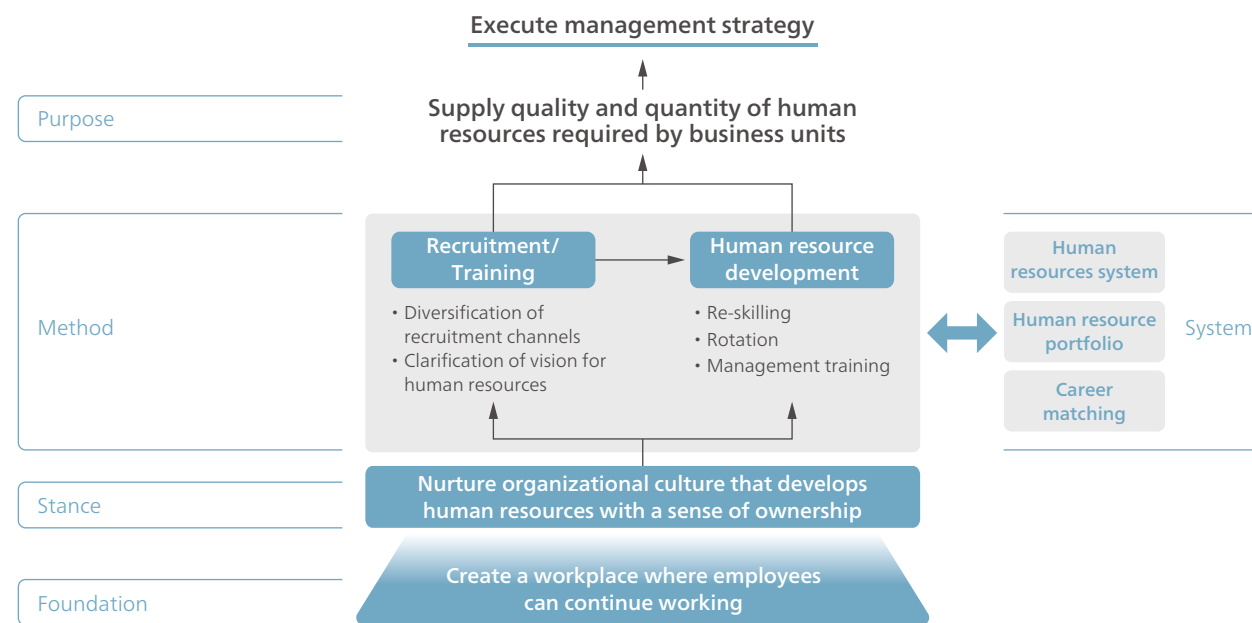 Execute management strategy
Purpose
Supply quality and quantity of human
resources required by business units
Method
Recruitment/
Training
• Diversification of
recruitment channels
• Clarification of vision for
human resources
Human resource
development
• Re-skilling
• Rotation
• Management training
Human
resources system
Human resource
portfolio
Career
matching
System
Stance
Nurture organizational culture that develops
human resources with a sense of ownership
Foundation
Create a workplace where employees
can continue working